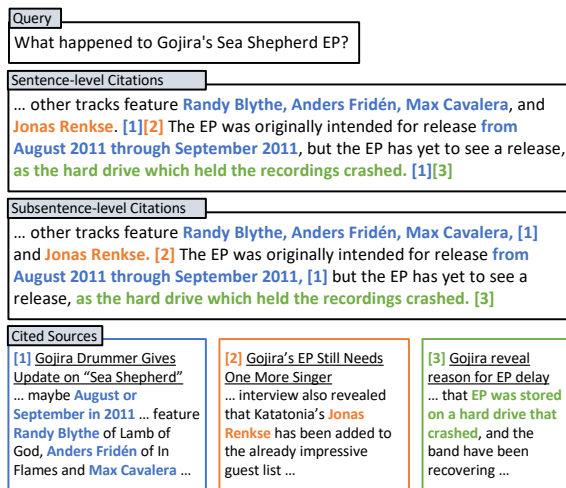 Query
What happened to Gojira's Sea Shepherd EP?
Sentence-level Citations
... other tracks feature Randy Blythe, Anders Fridén, Max Cavalera, and
Jonas Renkse. [1][2] The EP was originally intended for release from
August 2011 through September 2011, but the EP has yet to see a release,
as the hard drive which held the recordings crashed. [1][3]
Subsentence-level Citations
... other tracks feature Randy Blythe, Anders Fridén, Max Cavalera, [1]
and Jonas Renkse. [2] The EP was originally intended for release from
August 2011 through September 2011, [1] but the EP has yet to see a
release, as the hard drive which held the recordings crashed. [3]
Cited Sources
[1] Gojira Drummer Gives
Update on “Sea Shepherd”
... maybe August or
September in 2011 ... feature
Randy Blythe of Lamb of
God, Anders Fridén of In
Flames and Max Cavalera ...
[2] Gojira’s EP Still Needs
One More Singer
... interview also revealed
that Katatonia’s Jonas
Renkse has been added to
the already impressive
guest list ...
[3] Gojira reveal
reason for EP delay
... that EP was stored
on a hard drive that
crashed, and the
band have been
recovering ...